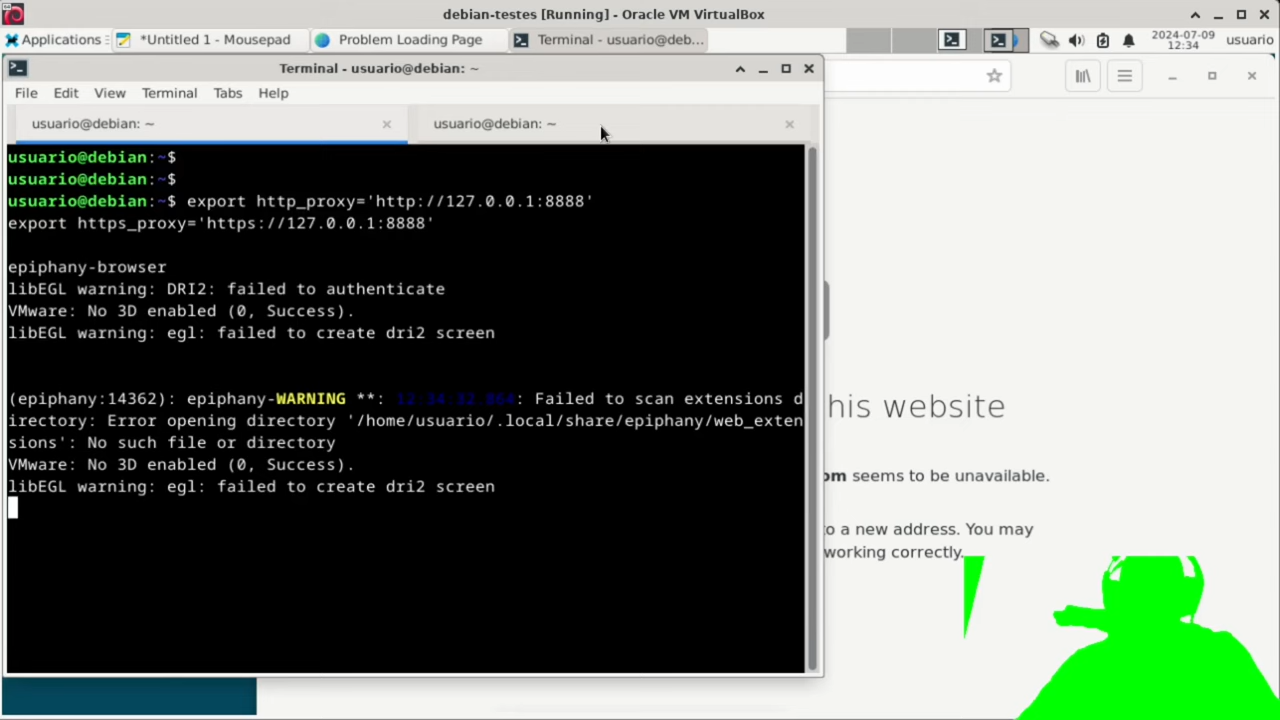 debian-testes [Running] - Oracle VM VirtualBox
Applications
*Untitled 1 - Mousepad
Problem Loading Page
Terminal - usuario@deb...
2024-07-09
12:34
usuario
Terminal - usuario@debian: ~
File Edit View Terminal Tabs Help
usuario@debian: ~
usuario@debian: ~
usuario@debian:~$
usuario@debian:~$
usuario@debian:~$ export http_proxy='http://127.0.0.1:8888'
export https_proxy='https://127.0.0.1:8888'
epiphany-browser
libEGL warning: DRI2: failed to authenticate
VMware: No 3D enabled (0, Success).
libEGL warning: egl: failed to create dri2 screen
(epiphany:14362): epiphany-WARNING **: 12:34:32.864: Failed to scan extensions d
irectory: Error opening directory '/home/usuario/.local/share/epiphany/web_exten
sions': No such file or directory
VMware: No 3D enabled (0, Success).
libEGL warning: egl: failed to create dri2 screen
his website
om seems to be unavailable.
o a new address. You may
working correctly.